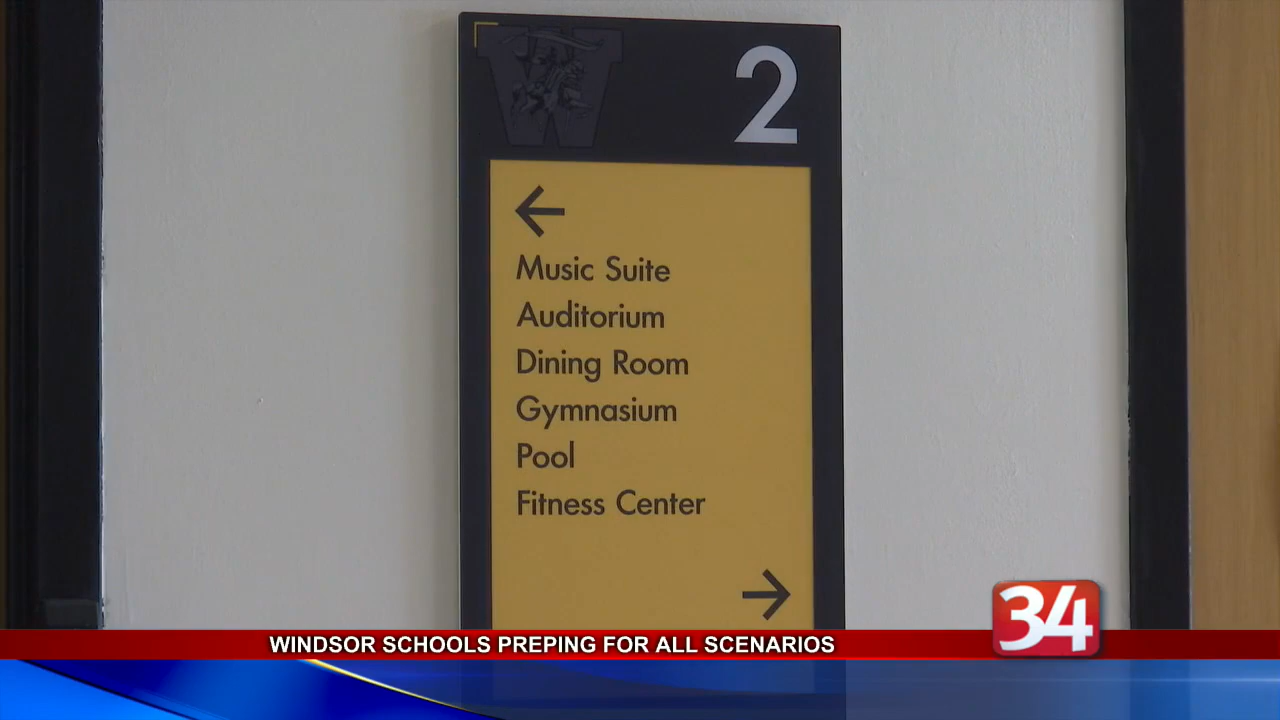 W
2
←
Music Suite
Auditorium
Dining Room
Gymnasium
Pool
Fitness Center
→
WINDSOR SCHOOLS PREPING FOR ALL SCENARIOS
34